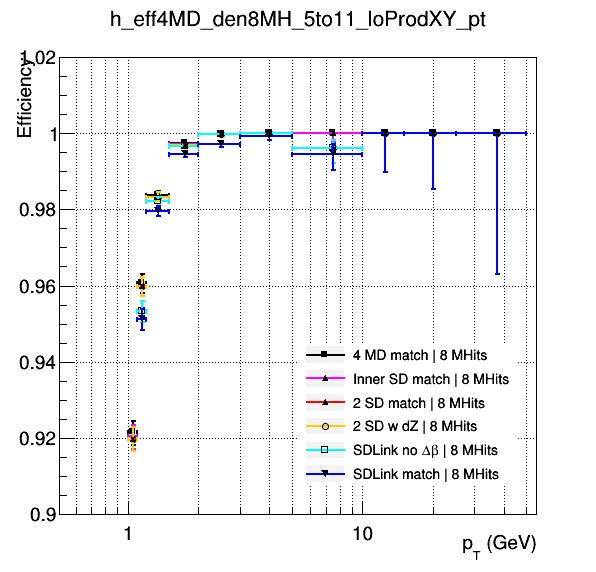 h_eff4MD_den8MH_5to11_loProdXY_pt
Efficiency
1.02
1
0.98
0.96
0.94
0.92
0.9
4 MD match | 8 MHits
Inner SD match | 8 MHits
2 SD match | 8 MHits
2 SD w dZ | 8 MHits
SDLink no Δβ | 8 MHits
SDLink match | 8 MHits
1 10
p_T (GeV)